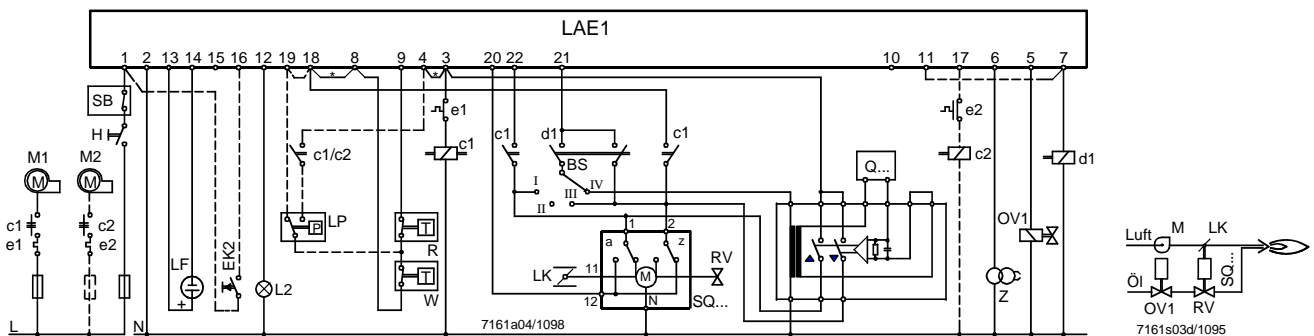 LAE1
1 2 13 14 15 16 12 19 18 8 9 4 3 20 22 21 10 11 17 6 5 7
* *
SB
H
e1
e2
c1
c1
d1
c1
c2
d1
M1 M2
M M
c1/c2
BS
I
II
III
IV
Q...
c1 c2
e1 e2
LP
P
T
R
T
W
LF
+
EK2
L2
1 2
a z
11
LK
M
12
N
SQ...
RV
OV1
Z
L N
7161a04/1098
Luft M LK
Öl
SQ...
OV1 RV
7161s03d/1095